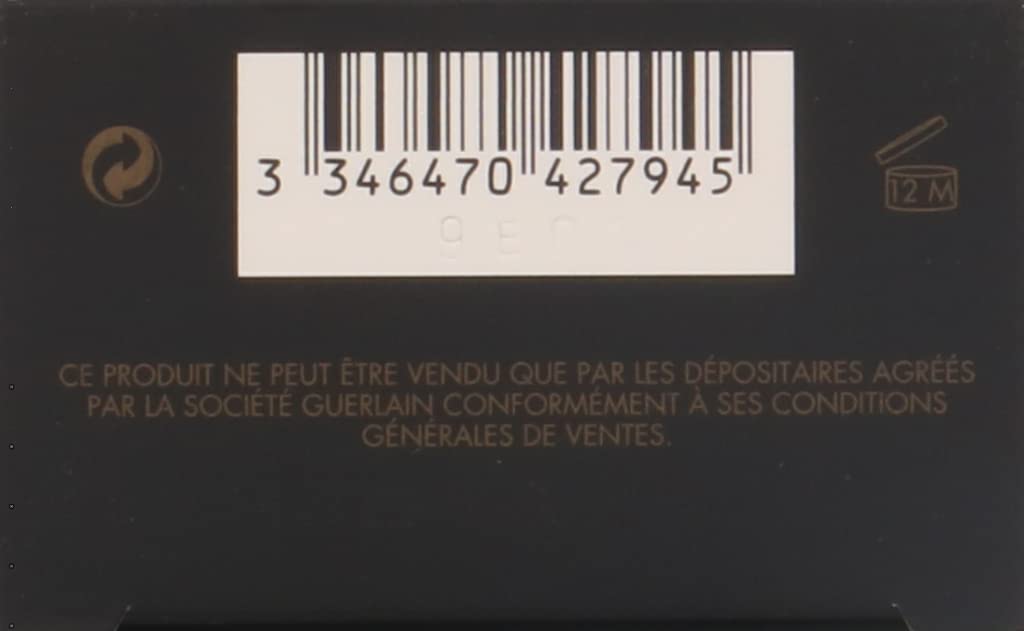 3 346470 427945
12 M
CE PRODUIT NE PEUT ÊTRE VENDU QUE PAR LES DÉPOSITAIRES AGRÉÉS
PAR LA SOCIÉTÉ GUERLAIN CONFORMÉMENT À SES CONDITIONS
GÉNÉRALES DE VENTES.